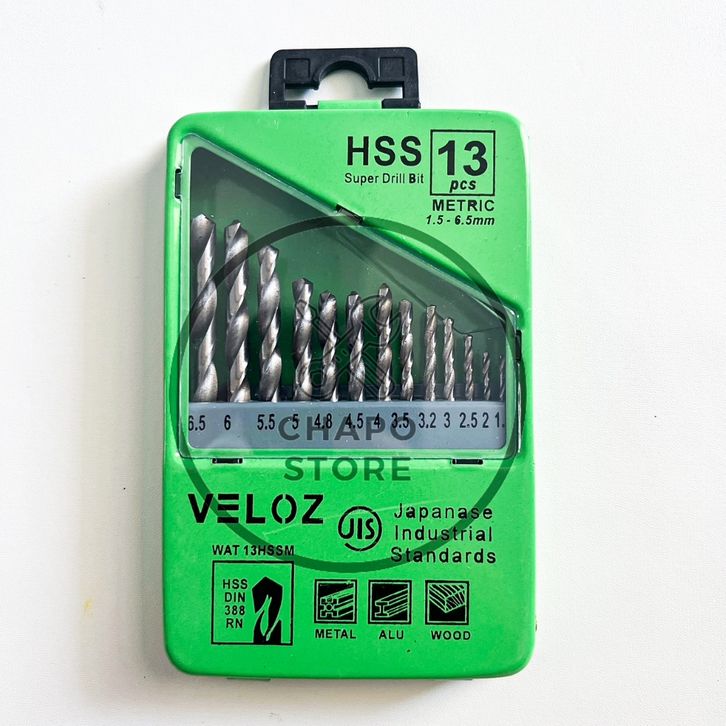 HSS
Super Drill Bit
13
pcs
METRIC
1.5 - 6.5mm
6.5 6 5.5 5 4.8 4.5 4 3.5 3.2 3 2.5 2 1.
CHAPO
STORE
VELOZ
JIS
Japanase
Industrial
Standards
WAT 13HSSM
HSS
DIN
388
RN
METAL
ALU
WOOD